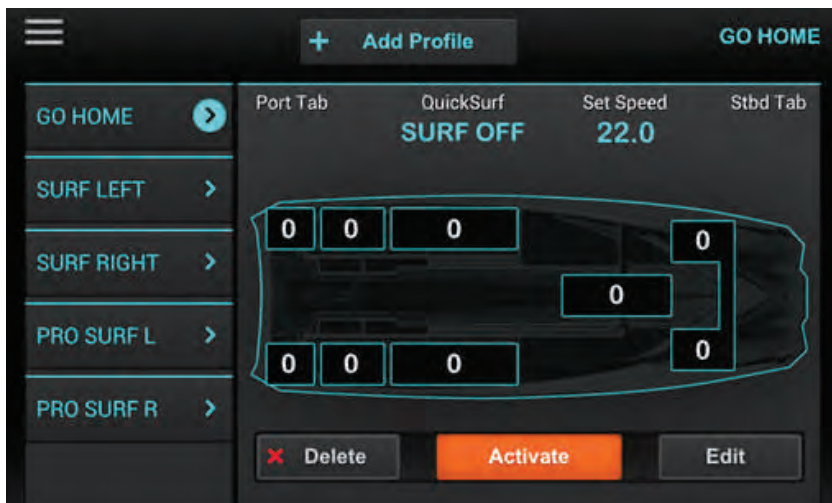 + Add Profile
GO HOME
GO HOME
SURF LEFT
SURF RIGHT
PRO SURF L
PRO SURF R
Port Tab QuickSurf Set Speed Stbd Tab
SURF OFF 22.0
0 0 0 0
0
0 0 0 0
Delete Activate Edit